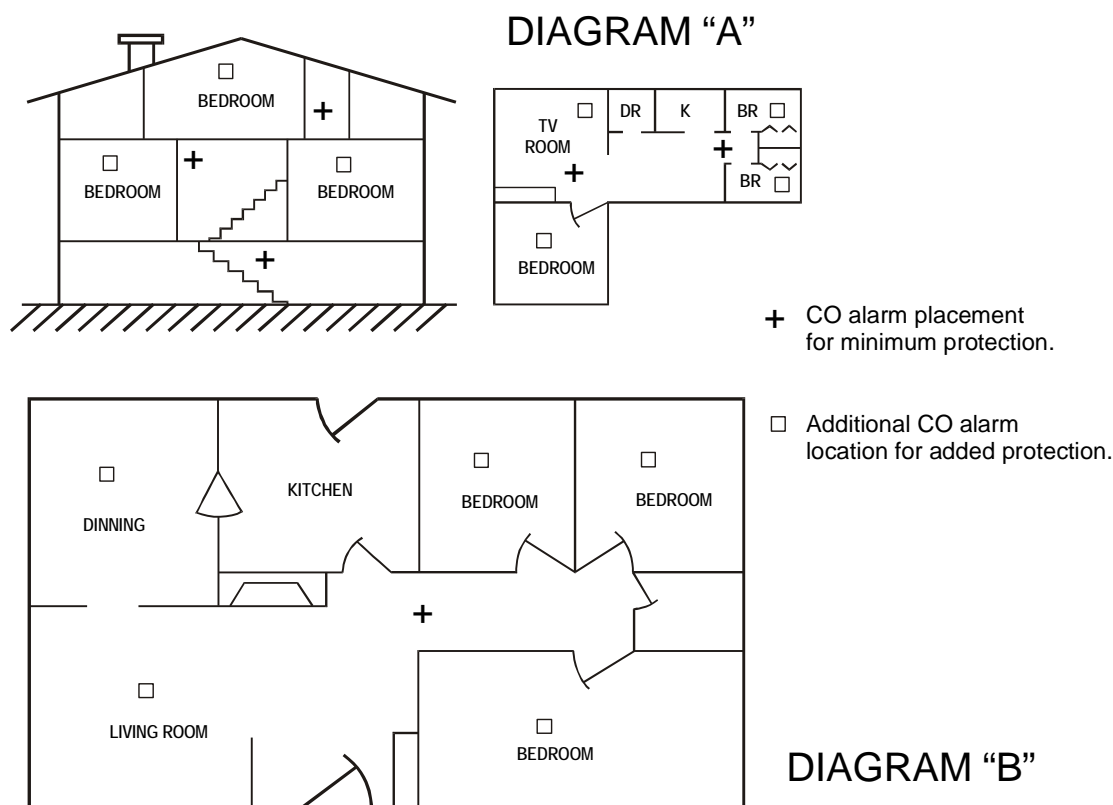 DIAGRAM “A”
BEDROOM
BEDROOM
BEDROOM
TV
ROOM
DR
K
BR
BR
BEDROOM
+ CO alarm placement
for minimum protection.
□ Additional CO alarm
location for added protection.
DINNING
KITCHEN
BEDROOM
BEDROOM
LIVING ROOM
BEDROOM
DIAGRAM “B”